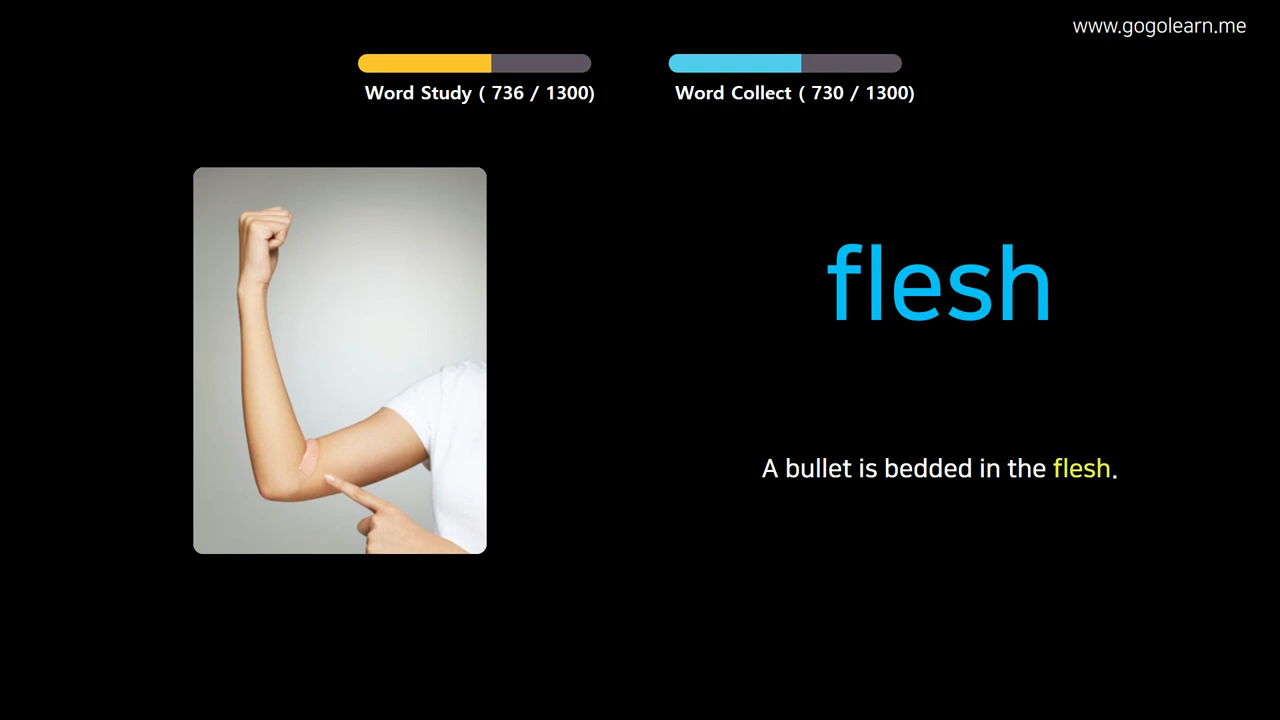 www.gogolearn.me
Word Study ( 736 / 1300)
Word Collect ( 730 / 1300)
flesh
A bullet is bedded in the flesh.